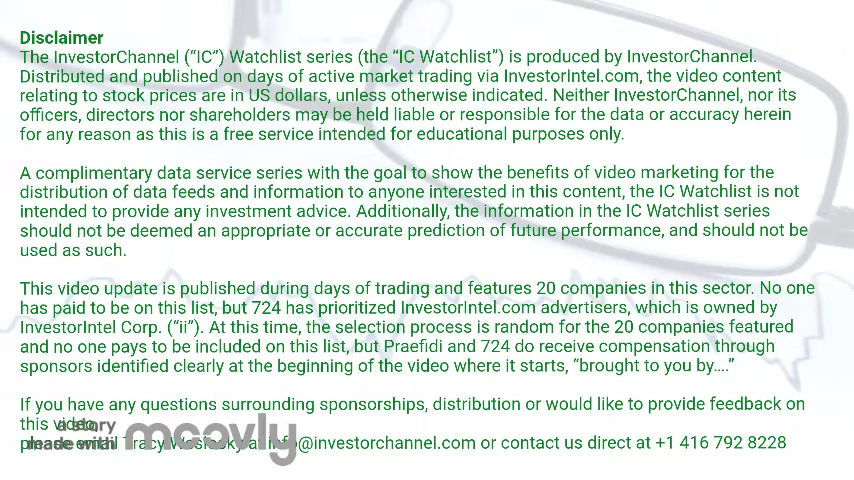 Disclaimer
The InvestorChannel (“IC”) Watchlist series (the “IC Watchlist”) is produced by InvestorChannel.
Distributed and published on days of active market trading via InvestorIntel.com, the video content
relating to stock prices are in US dollars, unless otherwise indicated. Neither InvestorChannel, nor its
officers, directors nor shareholders may be held liable or responsible for the data or accuracy herein
for any reason as this is a free service intended for educational purposes only.
A complimentary data service series with the goal to show the benefits of video marketing for the
distribution of data feeds and information to anyone interested in this content, the IC Watchlist is not
intended to provide any investment advice. Additionally, the information in the IC Watchlist series
should not be deemed an appropriate or accurate prediction of future performance, and should not be
used as such.
This video update is published during days of trading and features 20 companies in this sector. No one
has paid to be on this list, but 724 has prioritized InvestorIntel.com advertisers, which is owned by
InvestorIntel Corp. (“ii”). At this time, the selection process is random for the 20 companies featured
and no one pays to be included on this list, but Praefidi and 724 do receive compensation through
sponsors identified clearly at the beginning of the video where it starts, “brought to you by....”
If you have any questions surrounding sponsorships, distribution or would like to provide feedback on
this video,
please email Tracy at info@investorchannel.com or contact us direct at +1 416 792 8228
a story
made with moovly